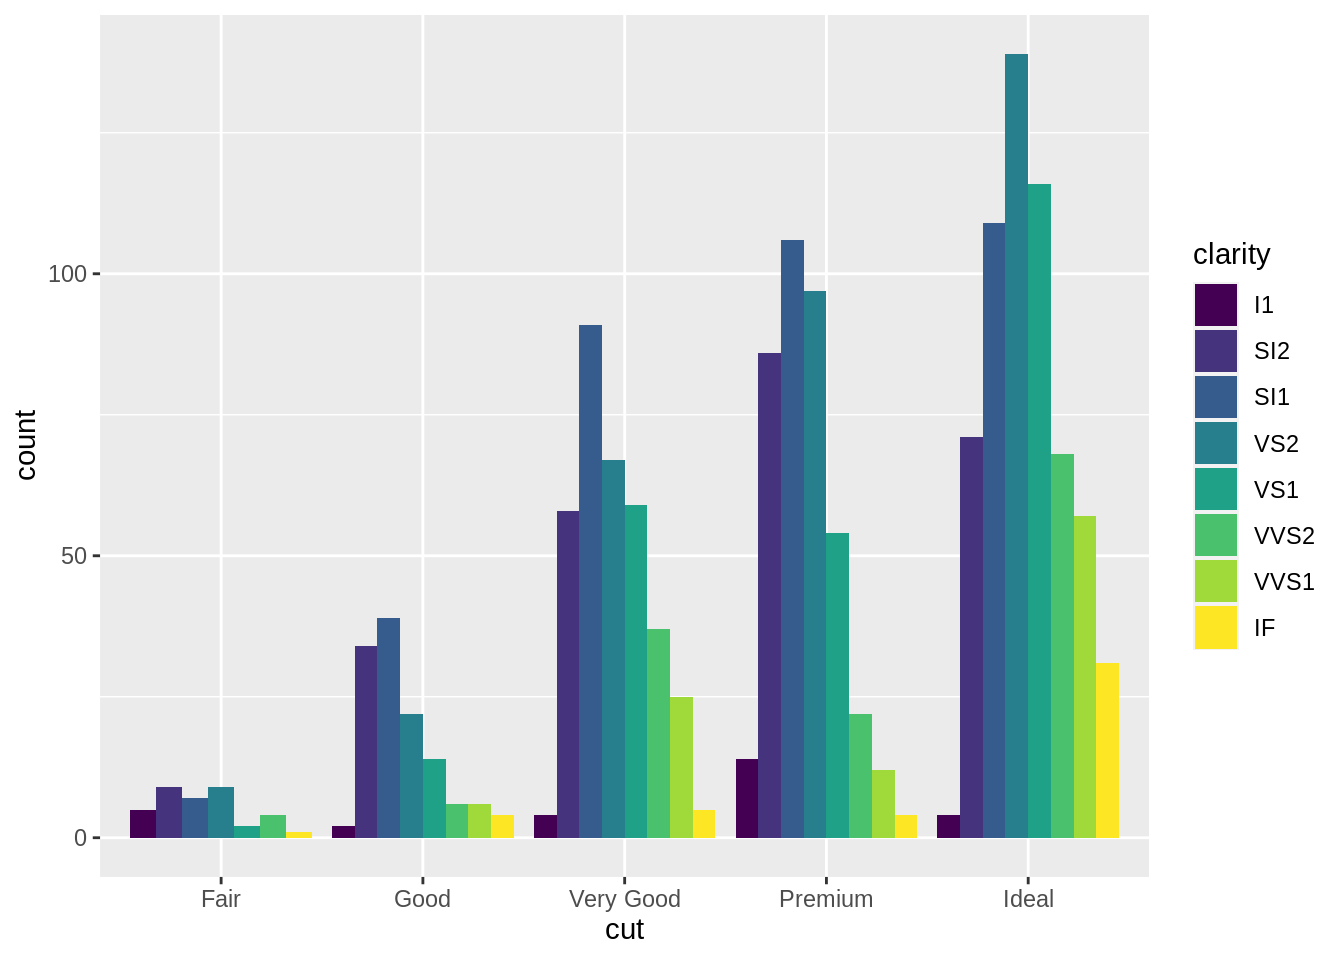 100
50
0
count
Fair
Good
Very Good
Premium
Ideal
cut
clarity
I1
SI2
SI1
VS2
VS1
VVS2
VVS1
IF